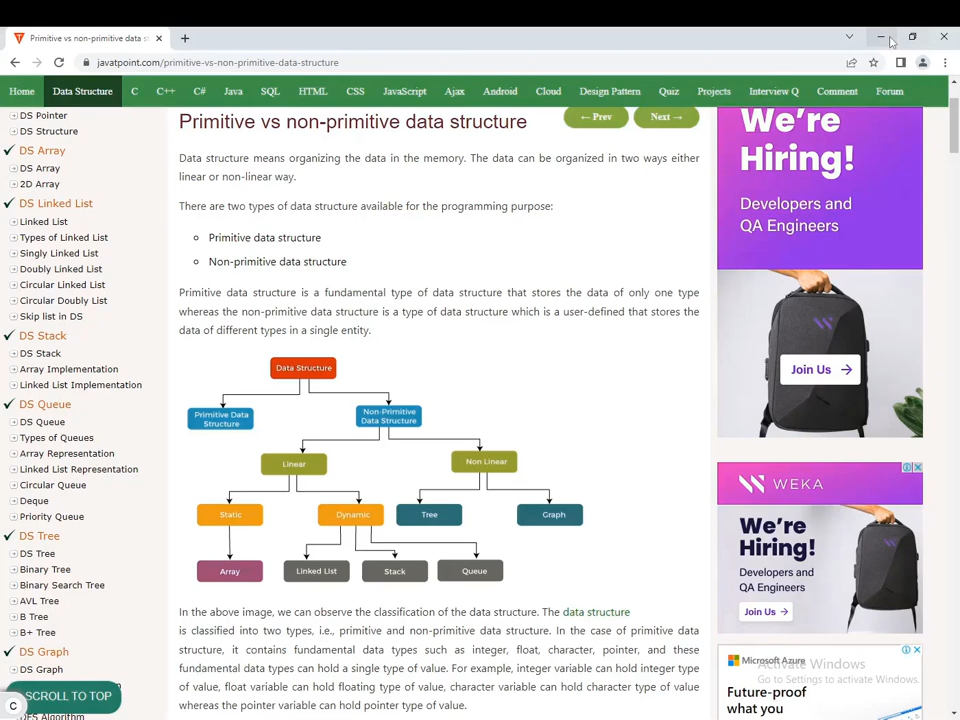 Primitive vs non-primitive data st
javatpoint.com/primitive-vs-non-primitive-data-structure
Home Data Structure C C++ C# Java SQL HTML CSS JavaScript Ajax Android Cloud Design Pattern Quiz Projects Interview Q Comment Forum
DS Pointer
DS Structure
DS Array
DS Array
2D Array
DS Linked List
Linked List
Types of Linked List
Singly Linked List
Doubly Linked List
Circular Linked List
Circular Doubly List
Skip list in DS
DS Stack
DS Stack
Array Implementation
Linked List Implementation
DS Queue
DS Queue
Types of Queues
Array Representation
Linked List Representation
Circular Queue
Deque
Priority Queue
DS Tree
DS Tree
Binary Tree
Binary Search Tree
AVL Tree
B Tree
B+ Tree
DS Graph
DS Graph
SCROLL TO TOP
C
DFS Algorithm
Primitive vs non-primitive data structure
← Prev Next →
Data structure means organizing the data in the memory. The data can be organized in two ways either
linear or non-linear way.
There are two types of data structure available for the programming purpose:
Primitive data structure
Non-primitive data structure
Primitive data structure is a fundamental type of data structure that stores the data of only one type
whereas the non-primitive data structure is a type of data structure which is a user-defined that stores the
data of different types in a single entity.
Data Structure
Primitive Data
Structure
Non-Primitive
Data Structure
Linear
Non Linear
Static
Dynamic
Tree
Graph
Array
Linked List
Stack
Queue
In the above image, we can observe the classification of the data structure. The data structure
is classified into two types, i.e., primitive and non-primitive data structure. In the case of primitive data
structure, it contains fundamental data types such as integer, float, character, pointer, and these
fundamental data types can hold a single type of value. For example, integer variable can hold integer type
of value, float variable can hold floating type of value, character variable can hold character type of value
whereas the pointer variable can hold pointer type of value.
We're
Hiring!
Developers and
QA Engineers
Join Us →
WEKA
We're
Hiring!
Developers and
QA Engineers
Join Us →
Microsoft Azure
Future-proof
what you
Activate Windows
Go to Settings to activate Windows.